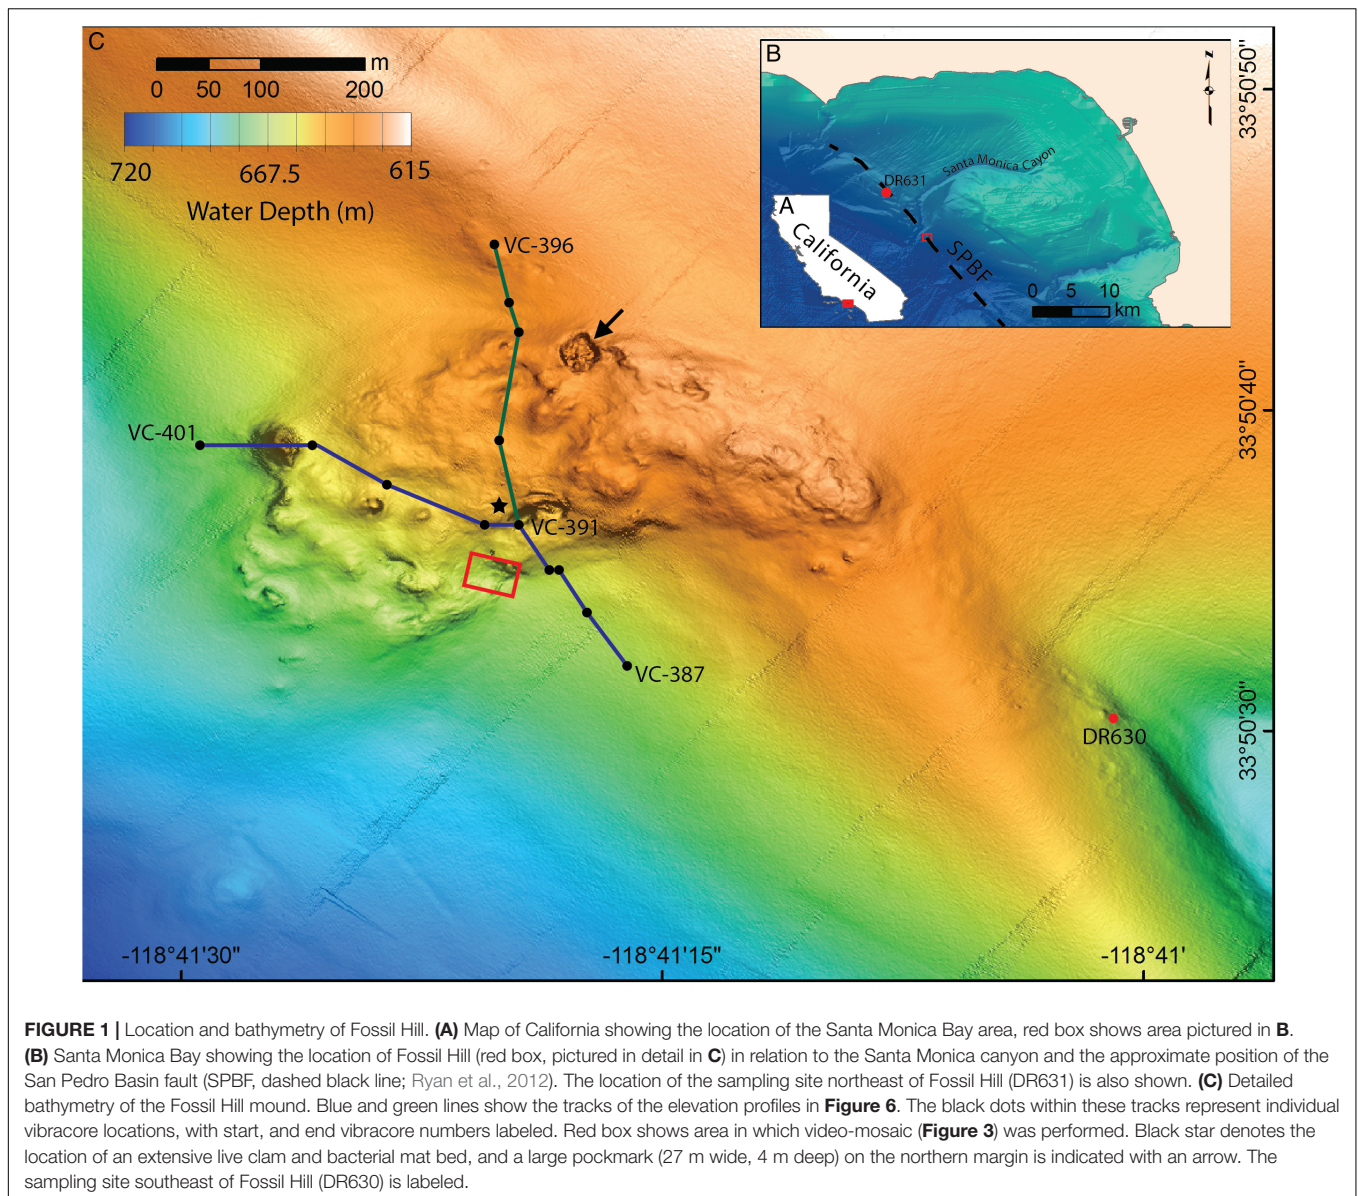 C
m
0 50 100 200
720 667.5 615
Water Depth (m)
B
z
Santa Monica Cayon
DR631
A
California
SPBF
0 5 10
km
33°50'50"
VC-396
33°50'40"
VC-401
VC-391
VC-387
33°50'30"
DR630
-118°41'30" -118°41'15" -118°41'
FIGURE 1 | Location and bathymetry of Fossil Hill. (A) Map of California showing the location of the Santa Monica Bay area, red box shows area pictured in B.
(B) Santa Monica Bay showing the location of Fossil Hill (red box, pictured in detail in C) in relation to the Santa Monica canyon and the approximate position of the
San Pedro Basin fault (SPBF, dashed black line; Ryan et al., 2012). The location of the sampling site northeast of Fossil Hill (DR631) is also shown. (C) Detailed
bathymetry of the Fossil Hill mound. Blue and green lines show the tracks of the elevation profiles in Figure 6. The black dots within these tracks represent individual
vibracore locations, with start, and end vibracore numbers labeled. Red box shows area in which video-mosaic (Figure 3) was performed. Black star denotes the
location of an extensive live clam and bacterial mat bed, and a large pockmark (27 m wide, 4 m deep) on the northern margin is indicated with an arrow. The
sampling site southeast of Fossil Hill (DR630) is labeled.